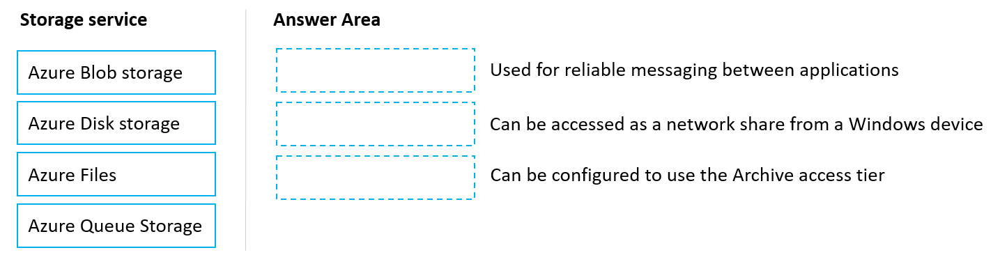 Storage service
Azure Blob storage
Azure Disk storage
Azure Files
Azure Queue Storage
Answer Area
Used for reliable messaging between applications
Can be accessed as a network share from a Windows device
Can be configured to use the Archive access tier